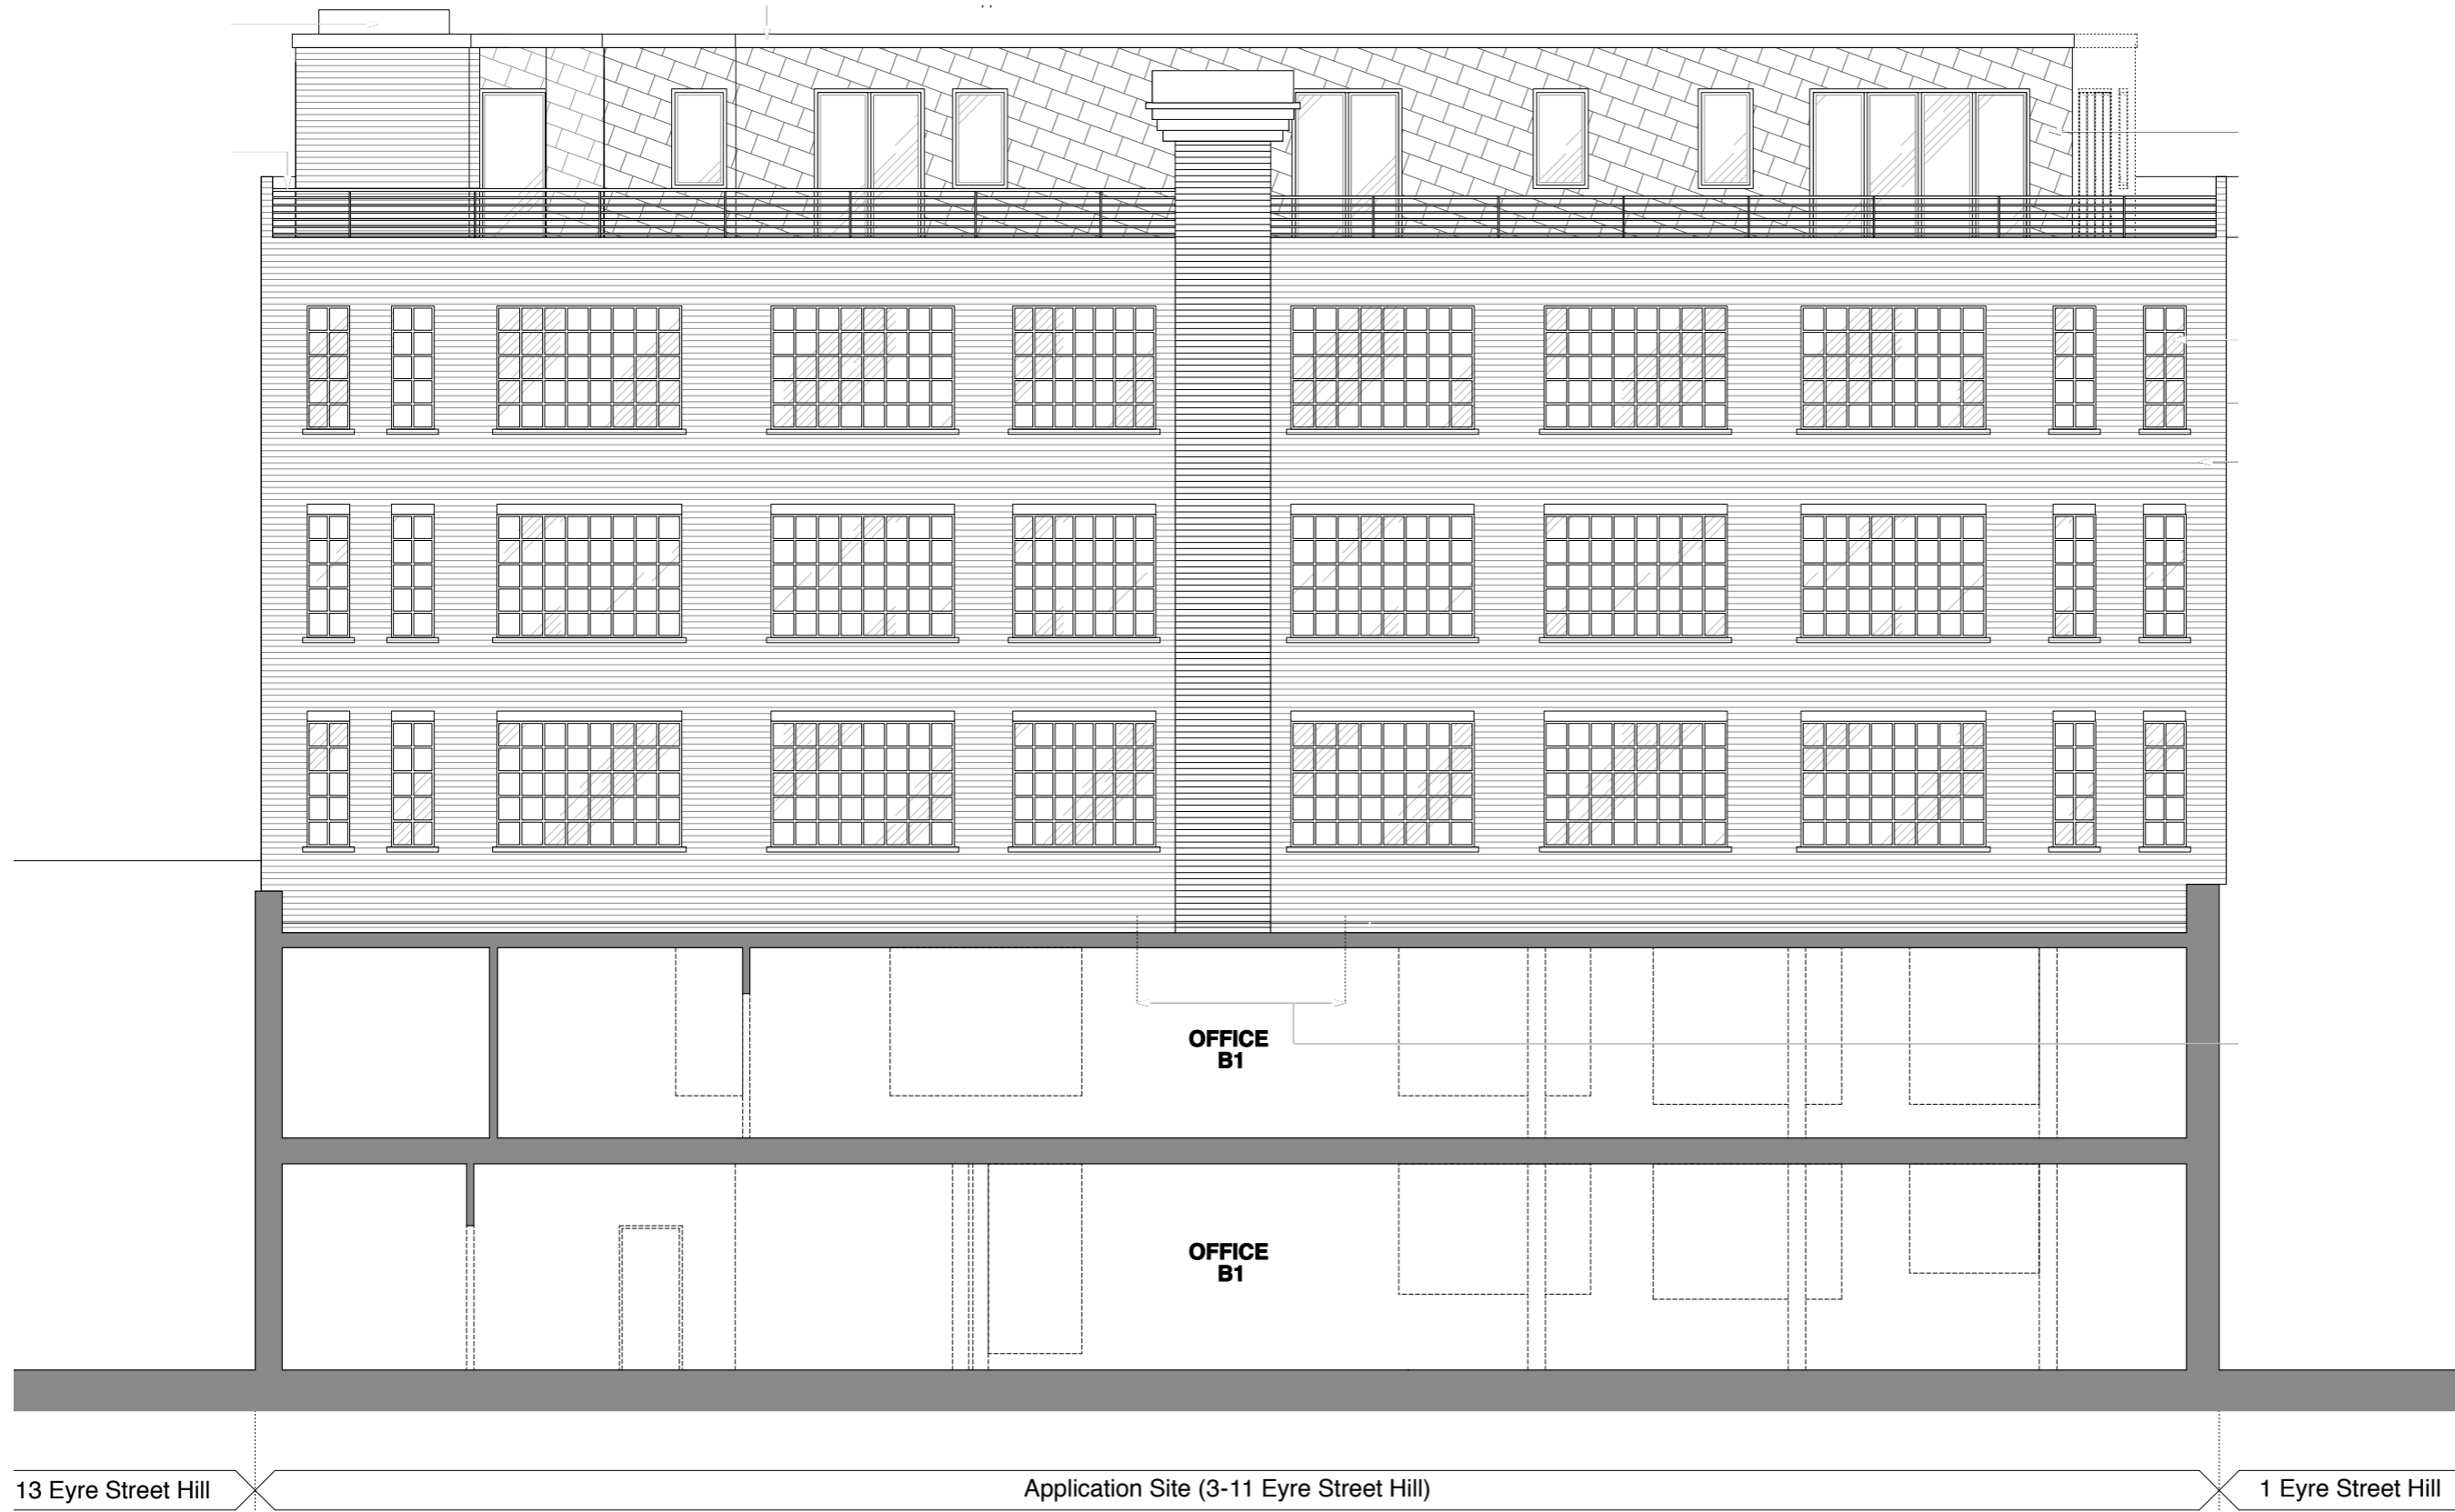 OFFICE
B1
OFFICE
B1
13 Eyre Street Hill
Application Site (3-11 Eyre Street Hill)
1 Eyre Street Hill